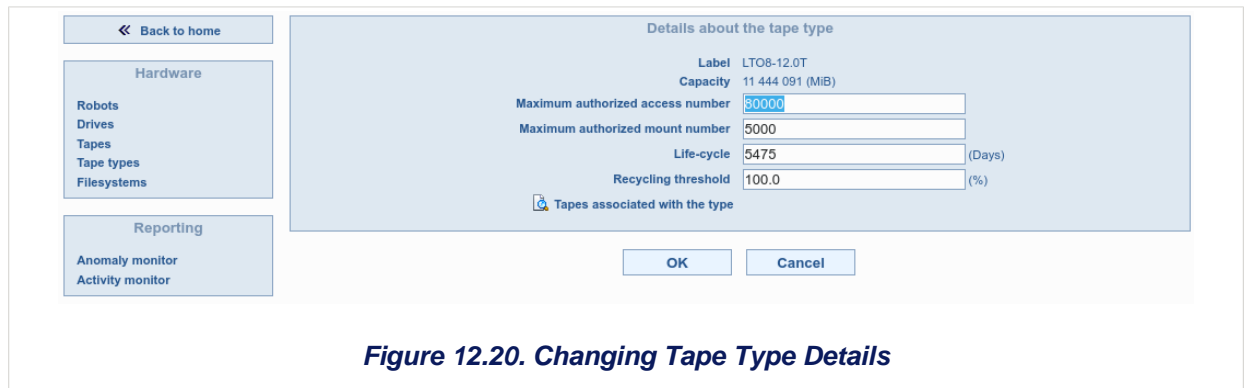 Back to home
Hardware
Robots
Drives
Tapes
Tape types
Filesystems
Reporting
Anomaly monitor
Activity monitor
Details about the tape type
Label LTO8-12.0T
Capacity 11 444 091 (MiB)
Maximum authorized access number 80000
Maximum authorized mount number 5000
Life-cycle 5475 (Days)
Recycling threshold 100.0 (%)
Tapes associated with the type
OK Cancel
Figure 12.20. Changing Tape Type Details